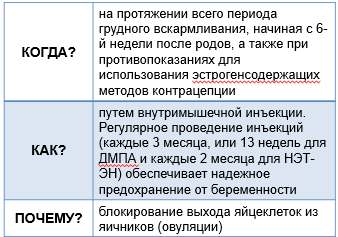 на протяжении всего периода
грудного вскармливания, начиная с 6-
й недели после родов, а также при
КОГДА?
противопоказаниях для
использования эстрогенсодержащих
методов контрацепции
путем внутримышечной инъекции.
Регулярное проведение инъекций
(каждые 3 месяца, или 13 недель для
КАК?
ДМПА и каждые 2 месяца для НЭТ-
ЭН) обеспечивает надежное
предохранение от беременности
ПОЧЕМУ?
блокирование выхода яйцеклеток из
яичников (овуляции)